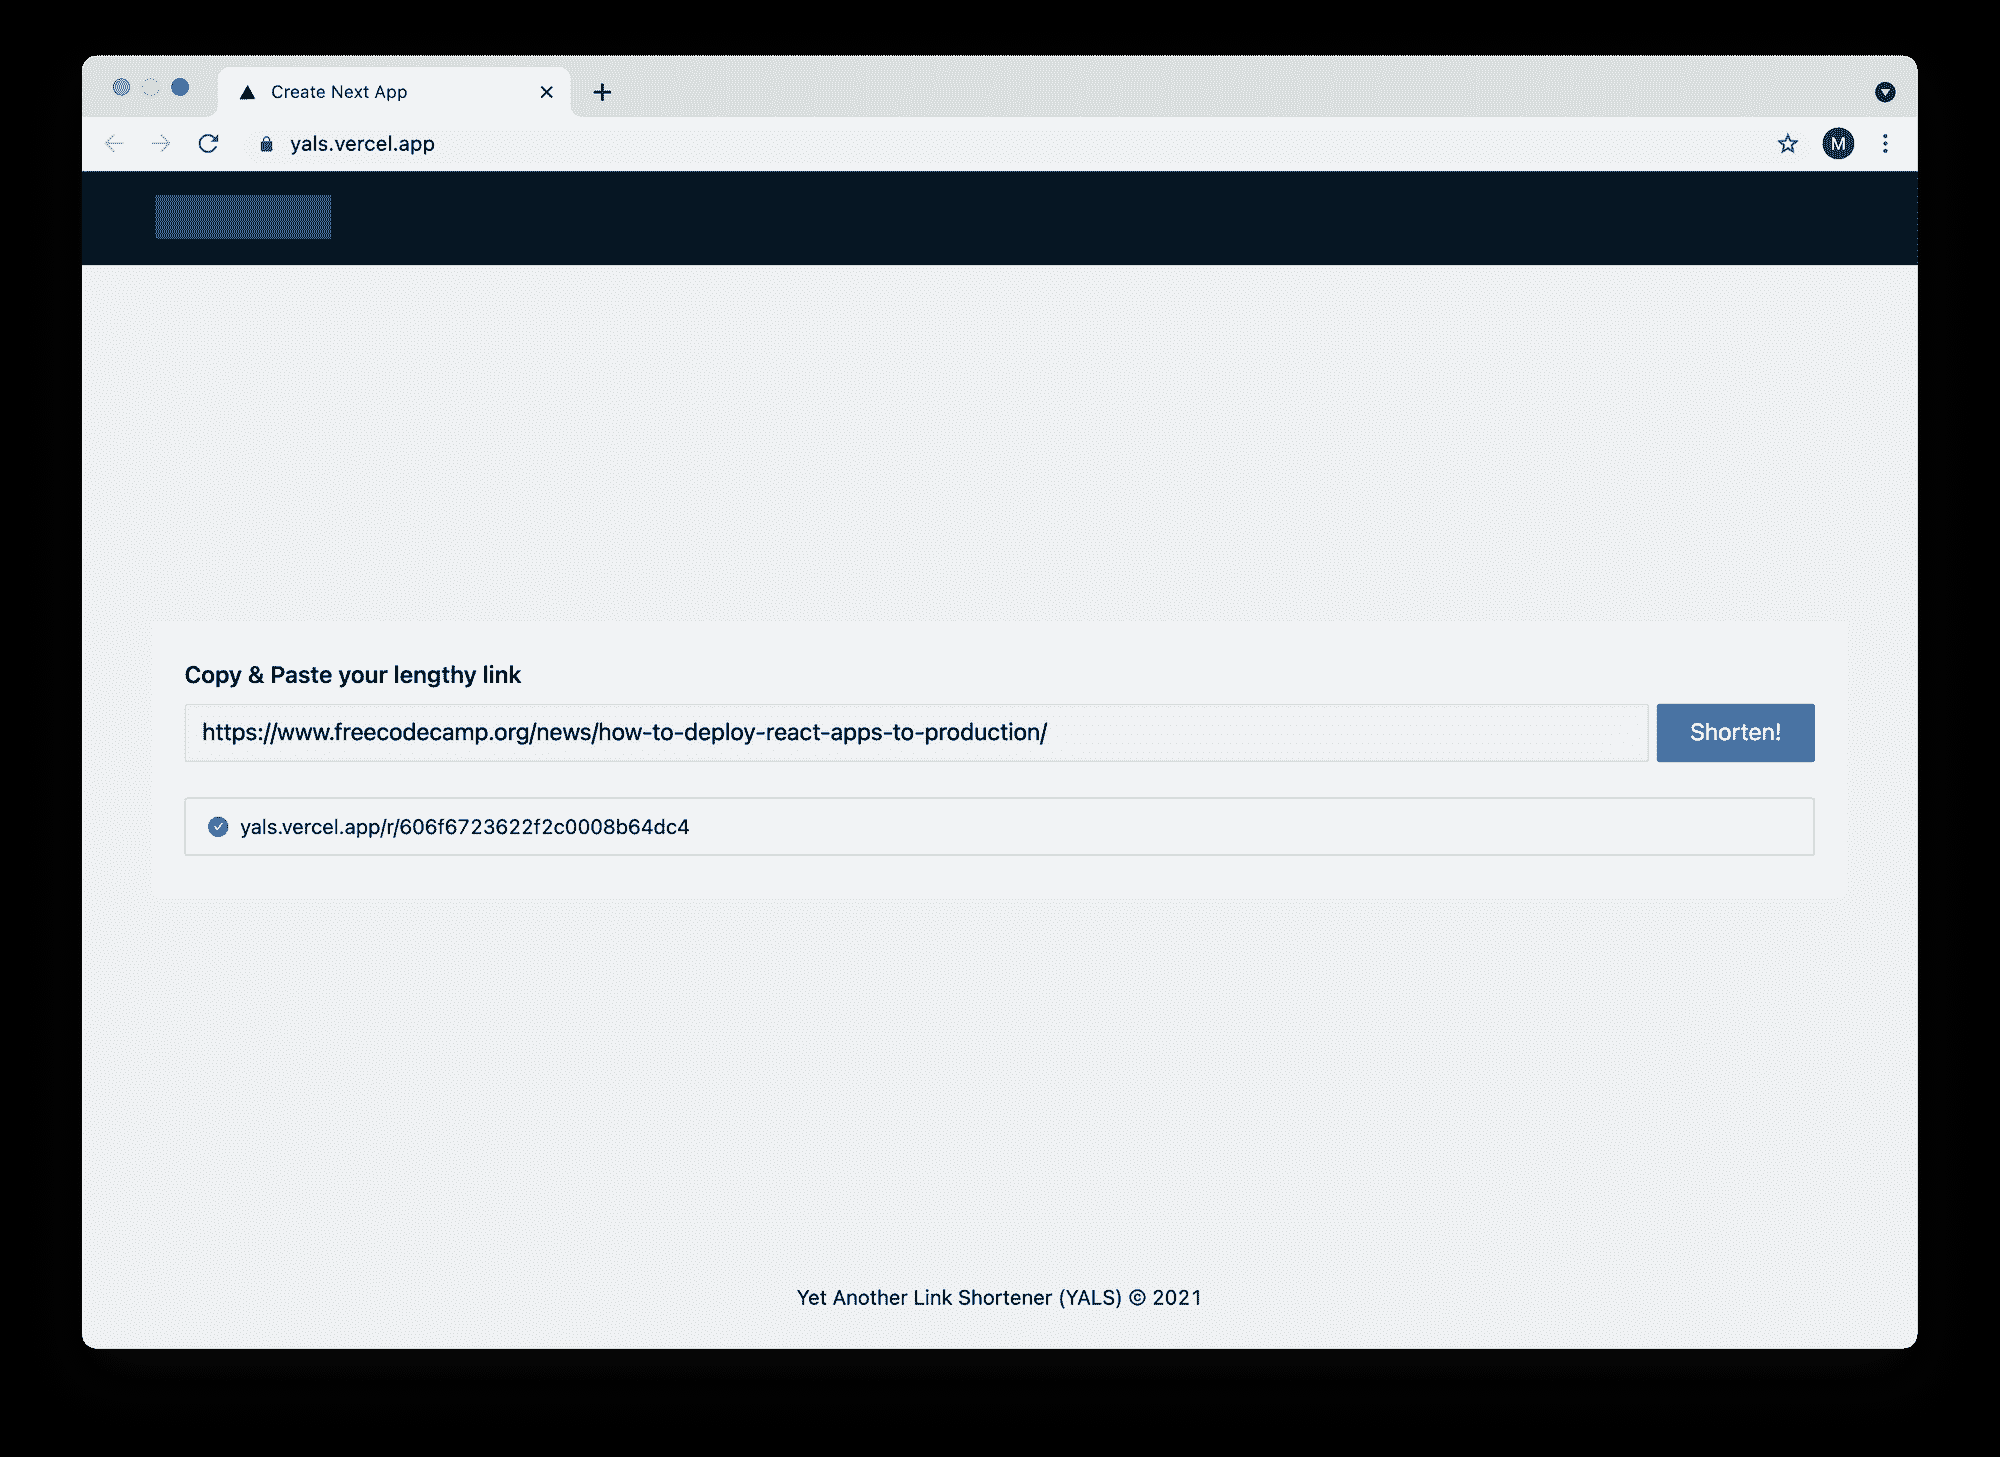 Create Next App
yals.vercel.app
M
Copy & Paste your lengthy link
https://www.freecodecamp.org/news/how-to-deploy-react-apps-to-production/
Shorten!
yals.vercel.app/r/606f6723622f2c0008b64dc4
Yet Another Link Shortener (YALS) © 2021